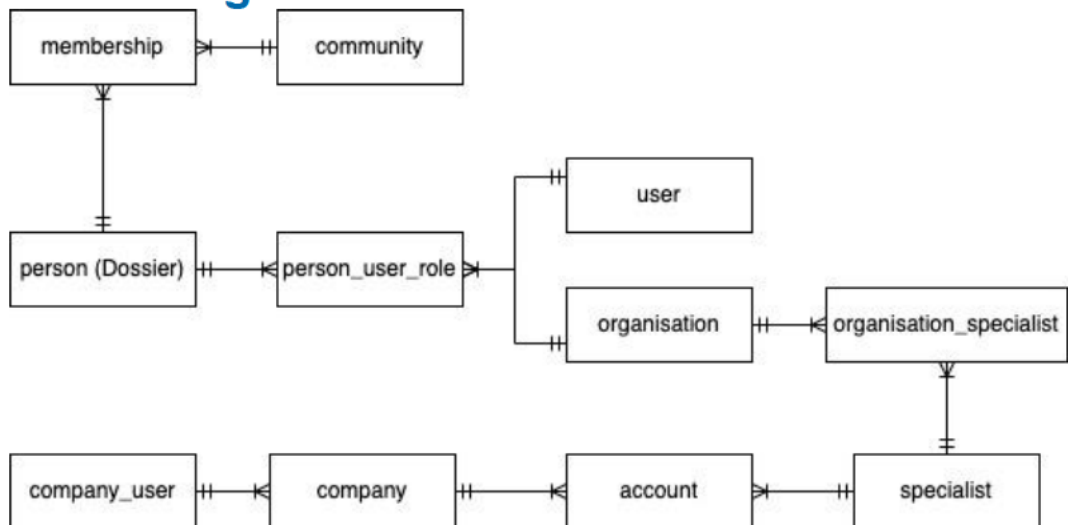 g
membership
community
user
person (Dossier)
person_user_role
organisation
organisation_specialist
company_user
company
account
specialist